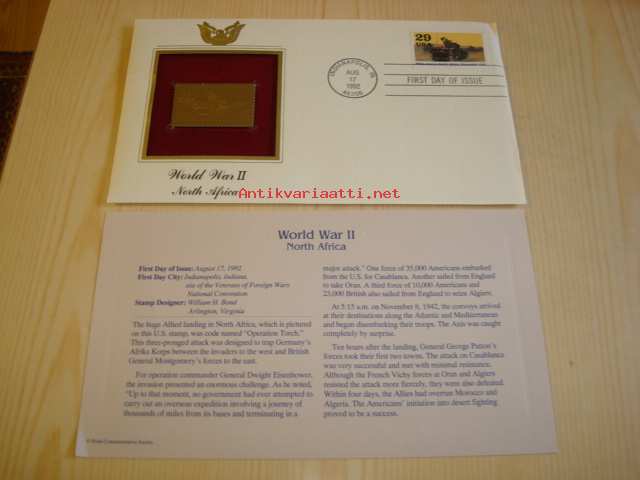 29
USA
INDIANAPOLIS, IN
AUG
17
1992
46206
FIRST DAY OF ISSUE
World War II
North Africa
Antikvariaatti.net
World War II
North Africa
First Day of Issue: August 17, 1992
First Day City: Indianapolis, Indiana,
site of the Veterans of Foreign Wars
National Convention
Stamp Designer: William H. Bond
Arlington, Virginia
The huge Allied landing in North Africa, which is pictured
on this U.S. stamp, was code named "Operation Torch."
This three-pronged attack was designed to trap Germany's
Afrika Korps between the invaders to the west and British
General Montgomery's forces to the east.
For operation commander General Dwight Eisenhower,
the invasion presented an enormous challenge. As he noted,
"Up to that moment, no government had ever attempted to
carry out an overseas expedition involving a journey of
thousands of miles from its bases and terminating in a
major attack." One force of 35,000 Americans embarked
from the U.S. for Casablanca. Another sailed from England
to take Oran. A third force of 10,000 Americans and
23,000 British also sailed from England to seize Algiers.
At 5:15 a.m. on November 8, 1942, the convoys arrived
at their destinations along the Atlantic and Mediterranean
and began disembarking their troops. The Axis was caught
completely by surprise.
Ten hours after the landing, General George Patton's
forces took their first two towns. The attack on Casablanca
was very successful and met with minimal resistance.
Although the French Vichy forces at Oran and Algiers
resisted the attack more fiercely, they were also defeated.
Within four days, the Allies had overrun Morocco and
Algeria. The Americans' initiation into desert fighting
proved to be a success.